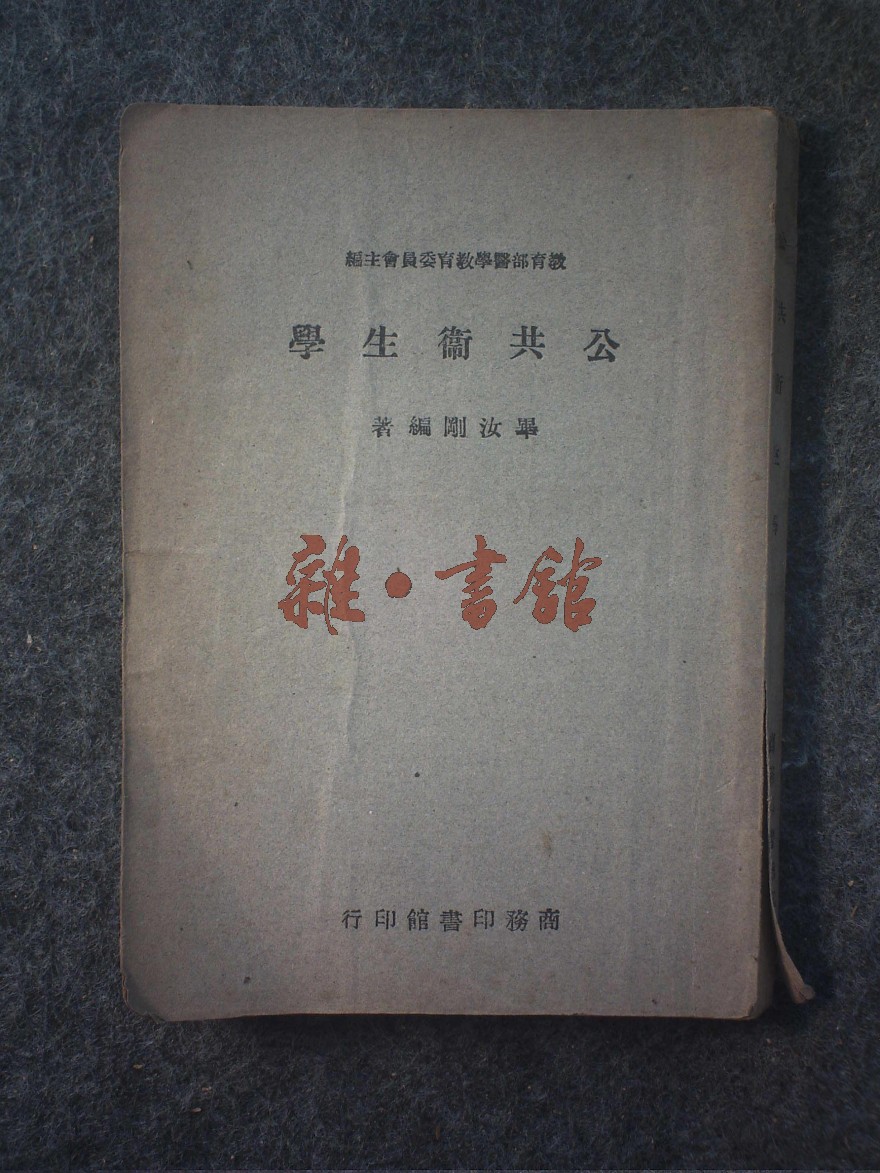 教育部醫學教育委員會主編
公共衞生學
畢汝剛編著
雜·書館
商務印書館印行